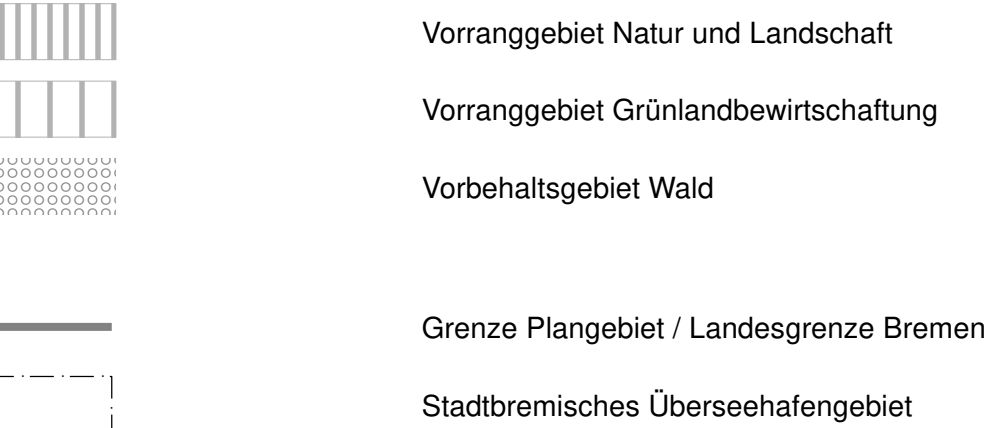 Vorranggebiet Natur und Landschaft
Vorranggebiet Grünlandbewirtschaftung
Vorbehaltsgebiet Wald
Grenze Plangebiet / Landesgrenze Bremen
Stadtbremisches Überseehafengebiet